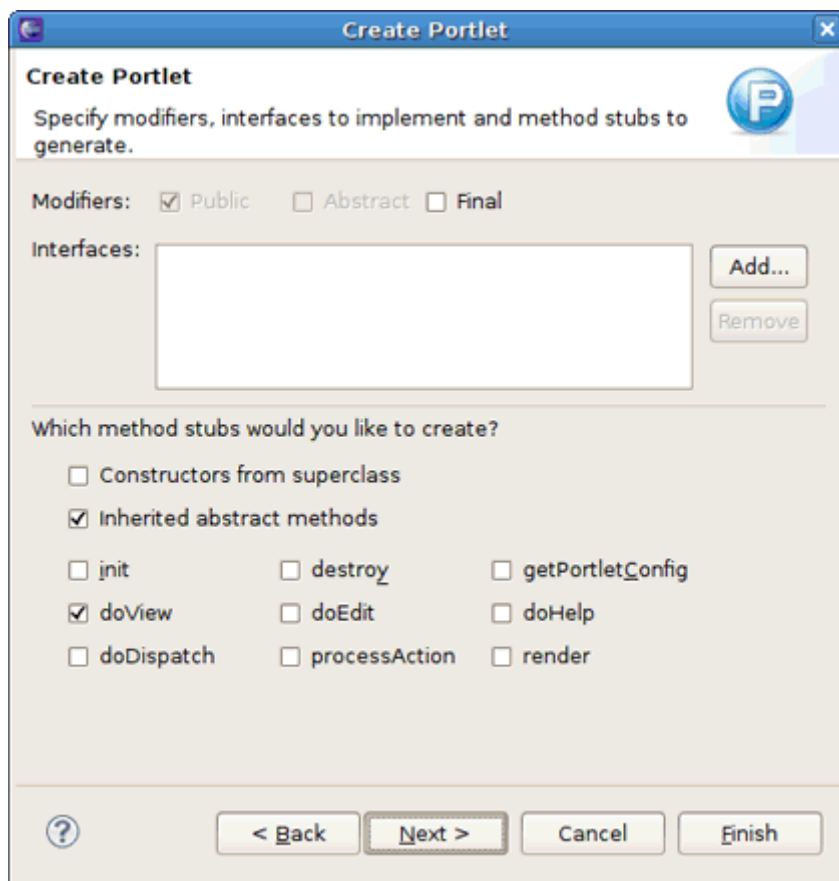 Create Portlet
Create Portlet
Specify modifiers, interfaces to implement and method stubs to
generate.
Modifiers: Public Abstract Final
Interfaces:
Add...
Remove
Which method stubs would you like to create?
Constructors from superclass
Inherited abstract methods
init destroy getPortletConfig
doView doEdit doHelp
doDispatch processAction render
? < Back Next > Cancel Finish